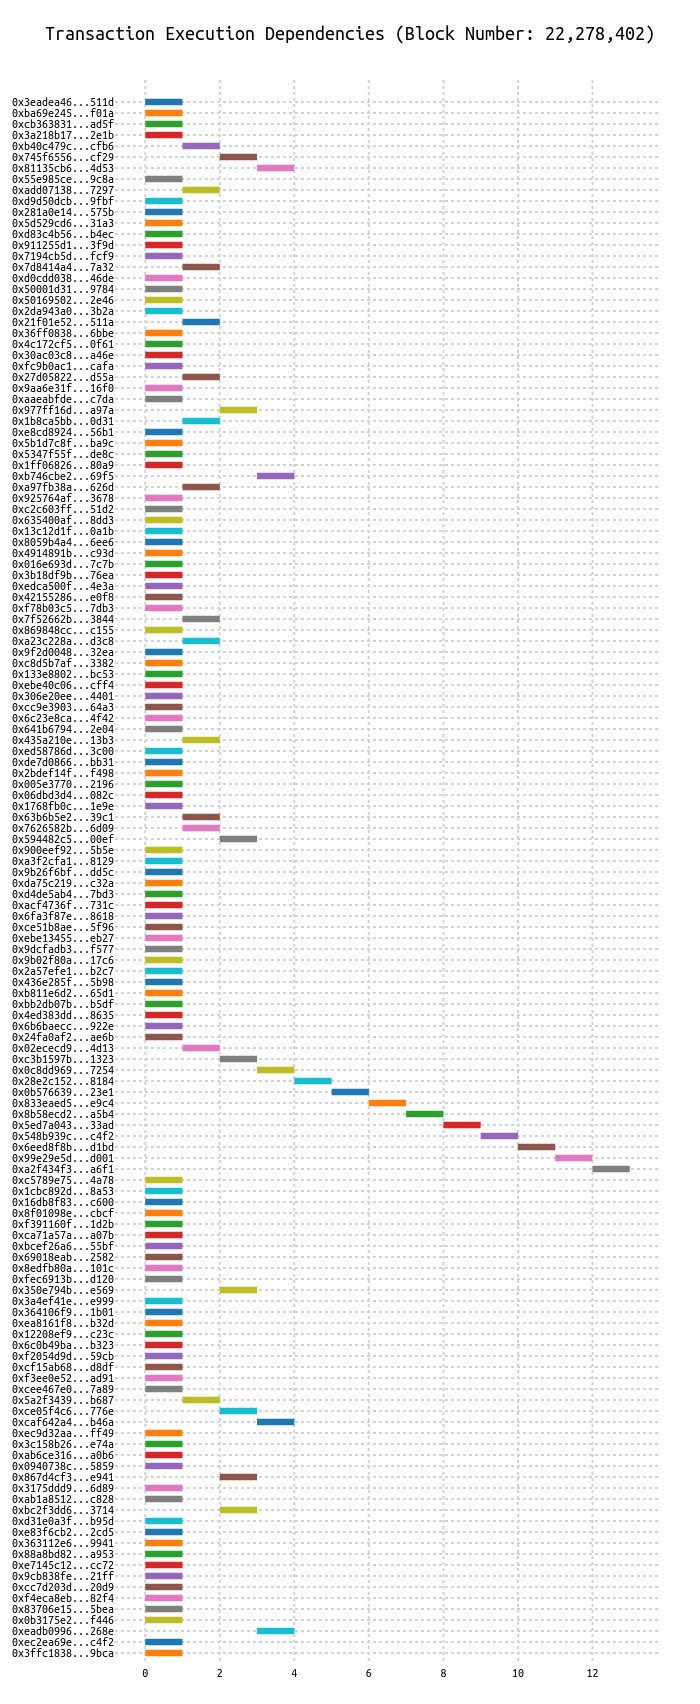 Transaction Execution Dependencies (Block Number: 22,278,402)
0x3eadea46...511d
0xba69e245...f01a
0xcb363831...ad5f
0x3a218b17...2e1b
0xb40c479c...cfb6
0x745f6556...cf29
0x81135cb6...4d53
0x55e985ce...9c8a
0xadd07138...7297
0xd9d50dcb...9fbf
0x281a0e14...575b
0x5d529cd6...31a3
0xd83c4b56...b4ec
0x911255d1...3f9d
0x7194cb5d...fcf9
0x7d8414a4...7a32
0xd0cdd038...46de
0x50001d31...9784
0x50169502...2e46
0x2da943a0...3b2a
0x21f01e52...511a
0x36ff0838...6bbe
0x4c172cf5...0f61
0x30ac03c8...a46e
0xfc9b0ac1...cafa
0x27d05822...d55a
0x9aa6e31f...16f0
0xaaeabfde...c7da
0x977ff16d...a97a
0x1b8ca5bb...0d31
0xe8cd8924...56b1
0x5b1d7c8f...ba9c
0x5347f55f...de8c
0x1ff06826...80a9
0xb746cbe2...69f5
0xa97fb38a...626d
0x925764af...3678
0xc2c603ff...51d2
0x635400af...8dd3
0x13c12d1f...0a1b
0x8059b4a4...6ee6
0x4914891b...c93d
0x016e693d...7c7b
0x3b18df9b...76ea
0xedca500f...4e3a
0x42155286...e0f8
0xf78b03c5...7db3
0x7f52662b...3844
0x869848cc...c155
0xa23c228a...d3c8
0x9f2d0048...32ea
0xc8d5b7af...3382
0x133e8802...bc53
0xebe40c06...cff4
0x306e20ee...4401
0xcc9e3903...64a3
0x6c23e8ca...4f42
0x641b6794...2e04
0x435a210e...13b3
0xed58786d...3c00
0xde7d0866...bb31
0x2bdef14f...f498
0x005e3770...2196
0x06dbd3d4...082c
0x1768fb0c...1e9e
0x63b6b5e2...39c1
0x7626582b...6d09
0x594482c5...00ef
0x900eef92...5b5e
0xa3f2cfa1...8129
0x9b26f6bf...dd5c
0xda75c219...c32a
0xd4de5ab4...7bd3
0xacf4736f...731c
0x6fa3f87e...8618
0xce51b8ae...5f96
0xebe13455...eb27
0x9dcfadb3...f577
0x9b02f80a...17c6
0x2a57efe1...b2c7
0x436e285f...5b98
0xb811e6d2...65d1
0xbb2db07b...b5df
0x4ed383dd...8635
0x6b6baecc...922e
0x24fa0af2...ae6b
0x02ececd9...4d13
0xc3b1597b...1323
0x0c8dd969...7254
0x28e2c152...8184
0x0b576639...23e1
0x833eaed5...e9c4
0x8b58ecd2...a5b4
0x5ed7a043...33ad
0x548b939c...c4f2
0x6eed8f8b...d1bd
0x99e29e5d...d001
0xa2f434f3...a6f1
0xc5789e75...4a78
0x1cbc892d...8a53
0x16db8f83...c600
0x8f01098e...cbcf
0xf391160f...1d2b
0xca71a57a...a07b
0xbcef26a6...55bf
0x69018eab...2582
0x8edfb80a...101c
0xfec6913b...d120
0x350e794b...e569
0x3a4ef41e...e999
0x364106f9...1b01
0xea8161f8...b32d
0x12208ef9...c23c
0x6c0b49ba...b323
0xf2054d9d...59cb
0xcf15ab68...d8df
0xf3ee0e52...ad91
0xcee467e0...7a89
0x5a2f3439...b687
0xce05f4c6...776e
0xcaf642a4...b46a
0xec9d32aa...ff49
0x3c158b26...e74a
0xab6ce316...a0b6
0x0940738c...5859
0x867d4cf3...e941
0x3175ddd9...6d89
0xab1a8512...c828
0xbc2f3dd6...3714
0xd31e0a3f...b95d
0xe83f6cb2...2cd5
0x363112e6...9941
0x88a8bd82...a953
0xe7145c12...cc72
0x9cb838fe...21ff
0xcc7d203d...20d9
0xf4eca8eb...82f4
0x83706e15...5bea
0x0b3175e2...f446
0xeadb0996...268e
0xec2ea69e...c4f2
0x3ffc1838...9bca
0 2 4 6 8 10 12